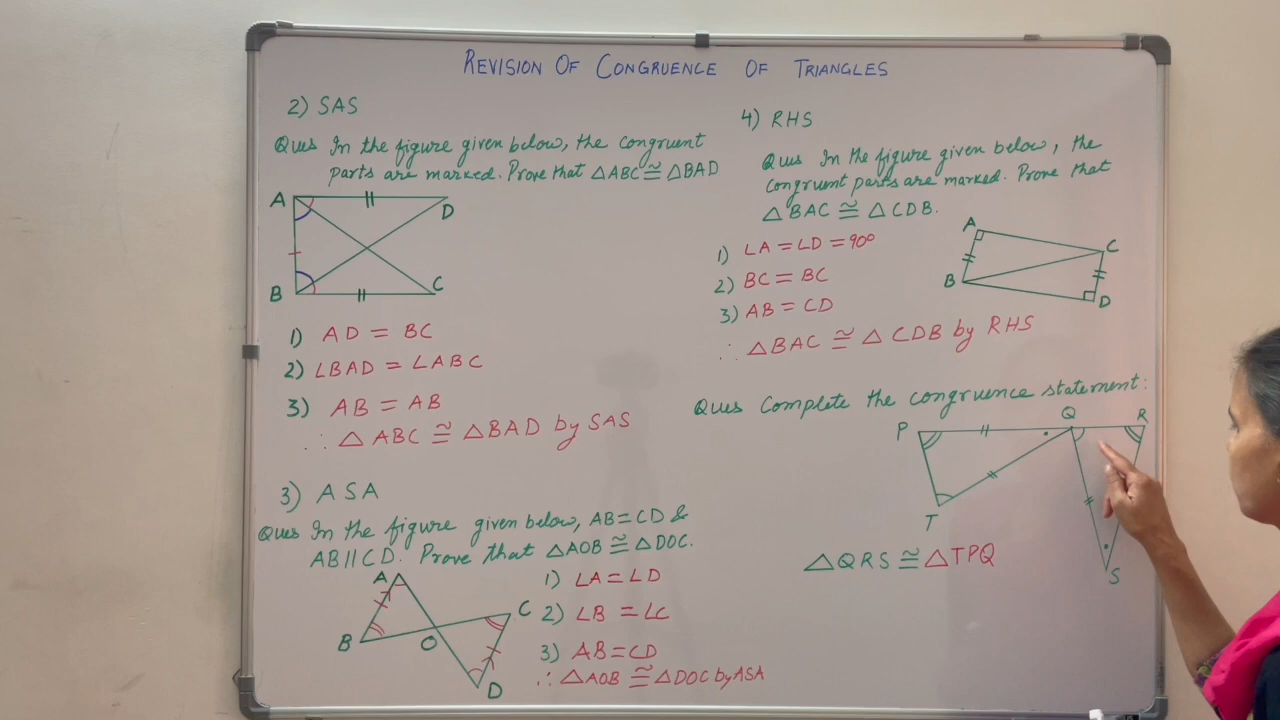 REVISION OF CONGRUENCE OF TRIANGLES
2) SAS
Ques In the figure given below, the congruent
parts are marked. Prove that △ABC ≅ △BAD
A
D
B
C
1) AD = BC
2) ∠BAD = ∠ABC
3) AB = AB
∴ △ABC ≅ △BAD by SAS
3) ASA
Ques In the figure given below, AB=CD &
AB||CD. Prove that △AOB ≅ △DOC.
A
B
O
C
D
1) ∠A = ∠D
2) ∠B = ∠C
3) AB=CD
∴ △AOB ≅ △DOC by ASA
4) RHS
Ques In the figure given below, the
congruent parts are marked. Prove that
△BAC ≅ △CDB.
1) ∠A = ∠D = 90°
2) BC = BC
3) AB = CD
∴ △BAC ≅ △CDB by RHS
A
C
B
D
Ques Complete the congruence statement:
P
Q
R
T
S
△QRS ≅ △TPQ